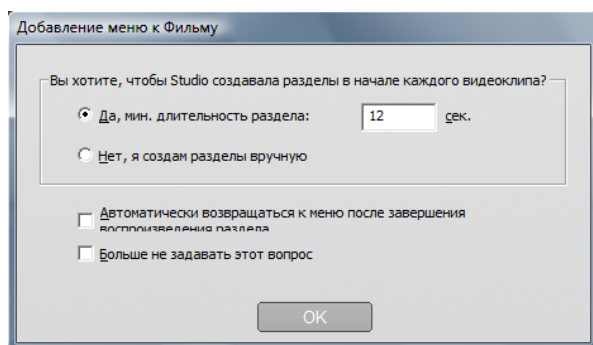 Добавление меню к Фильму
Вы хотите, чтобы Studio создавала разделы в начале каждого видеоклипа?
Да, мин. длительность раздела: 12 сек.
Нет, я создам разделы вручную
Автоматически возвращаться к меню после завершения
воспроизведения раздела
Больше не задавать этот вопрос
OK